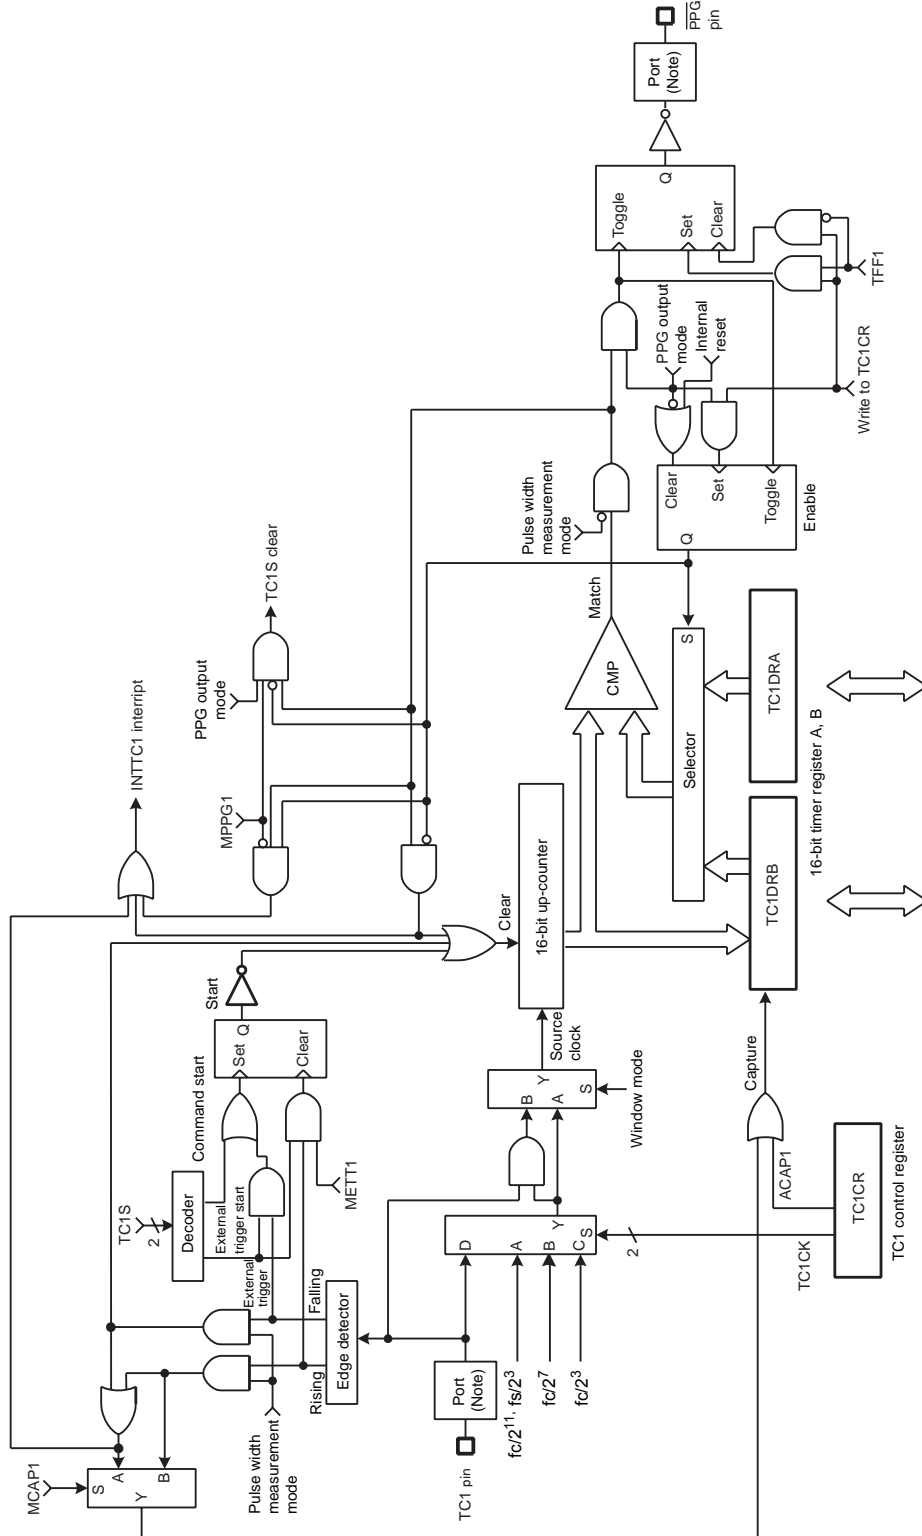 MCAP1
S
A
B
Y
Pulse width
measurement
mode
Rising
Falling
Edge detector
TC1S
2
Decoder
External
trigger start
External
trigger
Command start
METT1
Set
Q
Clear
Start
INTTC1 interript
MPPG1
PPG output
mode
TC1S clear
TC1 pin
Port
(Note)
fc/2^11, fs/2^3
fc/2^7
fc/2^3
D
A
B
C
S
Y
2
TC1CK
B
A
Y
S
Window mode
Source
clock
Clear
16-bit up-counter
CMP
Match
Pulse width
measurement
mode
Selector
S
Q
Clear
Set
Toggle
Enable
PPG output
mode
Internal
reset
Write to TC1CR
TFF1
Toggle
Set
Clear
Q
Port
(Note)
PPG
pin
TC1CR
TC1 control register
ACAP1
Capture
TC1DRB
TC1DRA
16-bit timer register A, B